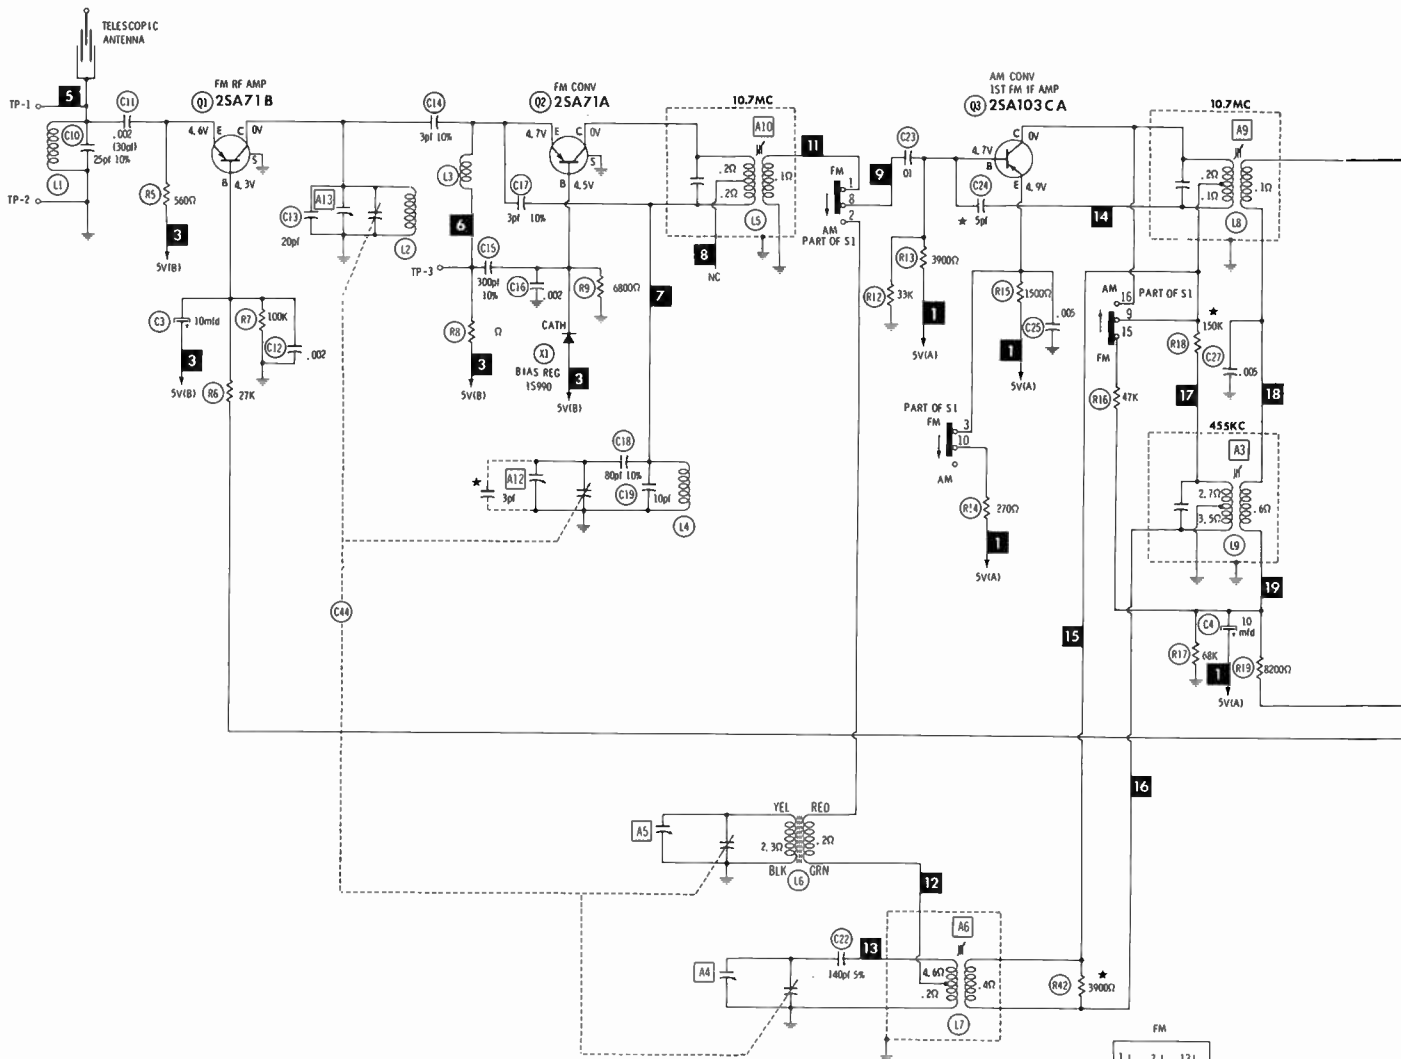 TELESCOPIC
ANTENNA
TP-1
5
C11
.002
(30pf)
C10
25pf 10%
L1
TP-2
R5
560Ω
3
5V(B)
FM RF AMP
Q1 2SA71B
4.6V
E
C
0V
S
B
4.3V
C3
10mfd
3
5V(B)
R7
100K
C12
.002
R6
27K
C14
3pf 10%
A13
C13
20pf
L2
L3
6
TP-3
C15
300pf
10%
C16
.002
R8
Ω
3
5V(B)
FM CONV
Q2 2SA71A
4.7V
E
C
0V
S
B
4.5V
C17
3pf 10%
R9
6800Ω
CATH
X1
BIAS REG
1S990
3
5V(B)
10.7MC
A10
.2Ω
.2Ω
.1Ω
L5
8
NC
7
11
FM
1
8
2
AM
PART OF S1
9
C23
01
AM CONV
1ST FM IF AMP
Q3 2SA103CA
C
0V
4.7V
B
E
4.9V
C24
★
5pf
14
R13
3900Ω
R12
33K
1
5V(A)
R15
1500Ω
C25
.005
1
5V(A)
PART OF S1
FM
3
10
AM
R14
270Ω
1
5V(A)
10.7MC
A9
.2Ω
.1Ω
.1Ω
L8
AM
16
PART OF S1
9
15
FM
★
150K
R18
C27
.005
R16
47K
17
18
455KC
A3
2.7Ω
3.5Ω
.6Ω
L9
19
C4
10
mfd
R17
68K
1
5V(A)
R19
8200Ω
15
16
★
3pf
A12
C18
80pf 10%
C19
10pf
L4
C44
A5
YEL
RED
2.3Ω
.2Ω
BLK
GRN
L6
12
A4
C22
140pf 5%
13
A6
4.6Ω
.2Ω
.4Ω
L7
R42
★
3900Ω
FM